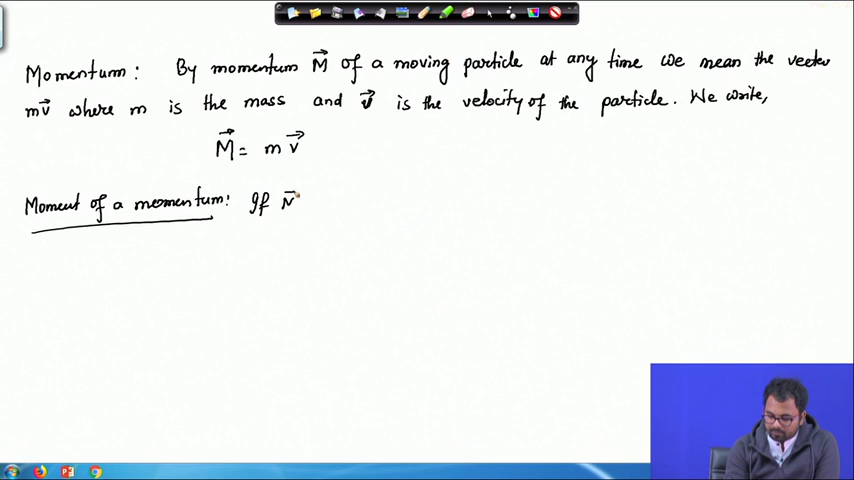 Momentum: By momentum M⃗ of a moving particle at any time we mean the vector
mv⃗ where m is the mass and v⃗ is the velocity of the particle. We write,
M⃗ = m v⃗
Moment of a momentum: If